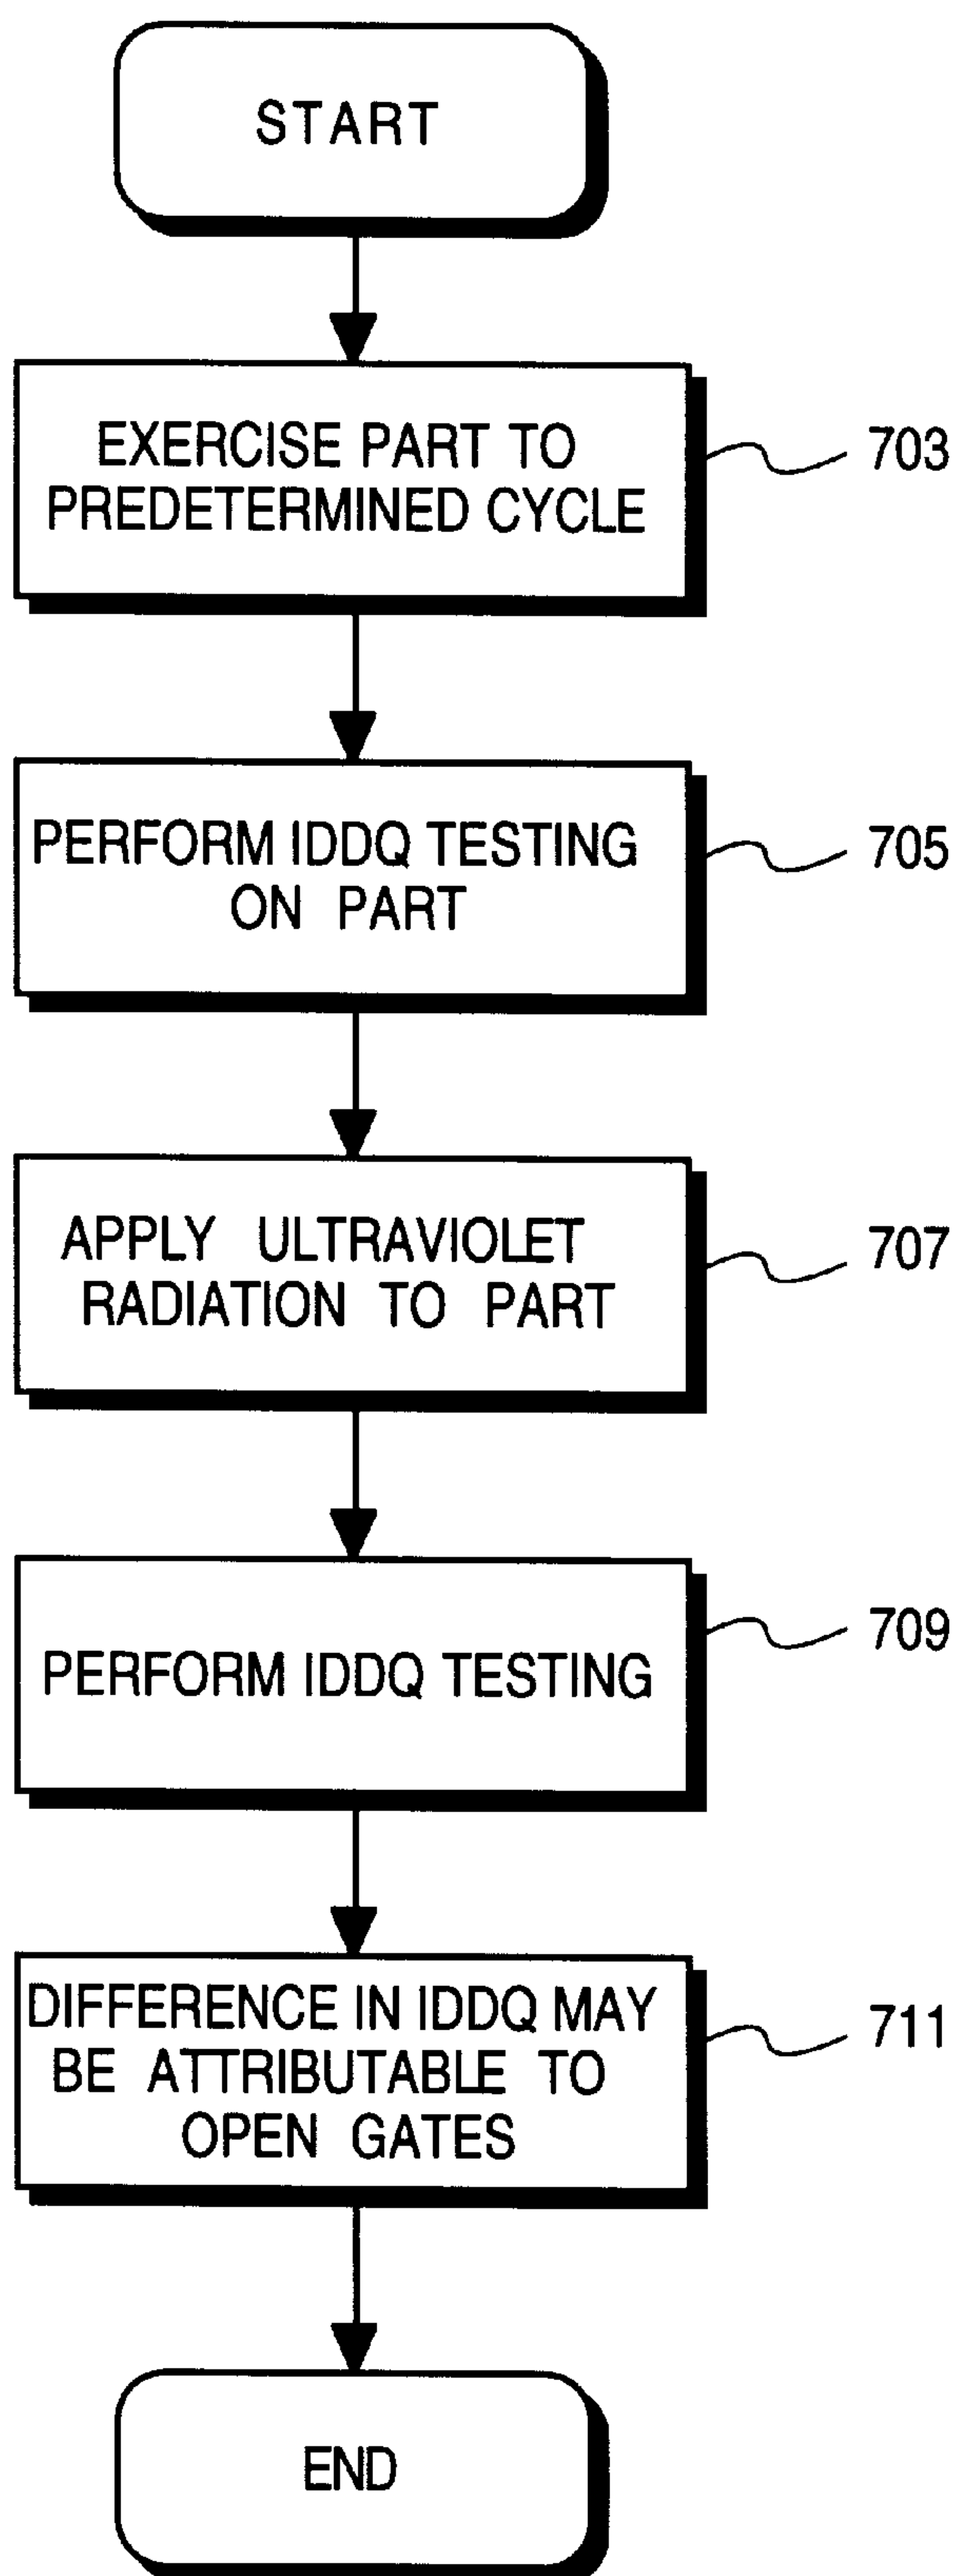 START
EXERCISE PART TO
PREDETERMINED CYCLE
703
PERFORM IDDQ TESTING
ON PART
705
APPLY ULTRAVIOLET
RADIATION TO PART
707
PERFORM IDDQ TESTING
709
DIFFERENCE IN IDDQ MAY
BE ATTRIBUTABLE TO
OPEN GATES
711
END